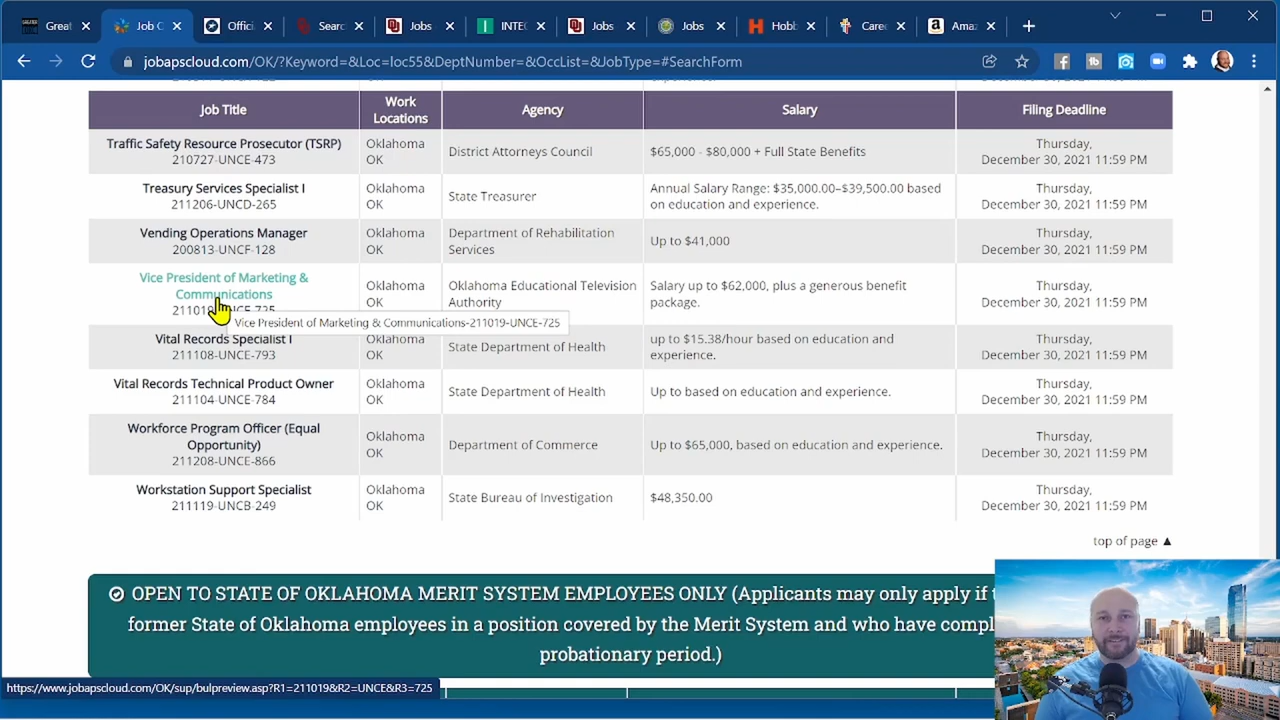 Great
Job C
Offici
Searc
Jobs
INTEG
Jobs
Jobs
Hobb
Caree
Amaz
jobapscloud.com/OK/?Keyword=&Loc=loc55&DeptNumber=&OccList=&JobType=#SearchForm
Job Title Work Locations Agency Salary Filing Deadline
Traffic Safety Resource Prosecutor (TSRP)
210727-UNCE-473
Oklahoma
OK
District Attorneys Council
$65,000 - $80,000 + Full State Benefits
Thursday,
December 30, 2021 11:59 PM
Treasury Services Specialist I
211206-UNCD-265
Oklahoma
OK
State Treasurer
Annual Salary Range: $35,000.00–$39,500.00 based
on education and experience.
Thursday,
December 30, 2021 11:59 PM
Vending Operations Manager
200813-UNCF-128
Oklahoma
OK
Department of Rehabilitation
Services
Up to $41,000
Thursday,
December 30, 2021 11:59 PM
Vice President of Marketing &
Communications
211019-UNCE-725
Oklahoma
OK
Oklahoma Educational Television
Authority
Salary up to $62,000, plus a generous benefit
package.
Thursday,
December 30, 2021 11:59 PM
Vice President of Marketing & Communications-211019-UNCE-725
Vital Records Specialist I
211108-UNCE-793
Oklahoma
OK
State Department of Health
up to $15.38/hour based on education and
experience.
Thursday,
December 30, 2021 11:59 PM
Vital Records Technical Product Owner
211104-UNCE-784
Oklahoma
OK
State Department of Health
Up to based on education and experience.
Thursday,
December 30, 2021 11:59 PM
Workforce Program Officer (Equal
Opportunity)
211208-UNCE-866
Oklahoma
OK
Department of Commerce
Up to $65,000, based on education and experience.
Thursday,
December 30, 2021 11:59 PM
Workstation Support Specialist
211119-UNCB-249
Oklahoma
OK
State Bureau of Investigation
$48,350.00
Thursday,
December 30, 2021 11:59 PM
top of page ▲
OPEN TO STATE OF OKLAHOMA MERIT SYSTEM EMPLOYEES ONLY (Applicants may only apply if
former State of Oklahoma employees in a position covered by the Merit System and who have compl
probationary period.)
https://www.jobapscloud.com/OK/sup/bulpreview.asp?R1=211019&R2=UNCE&R3=725